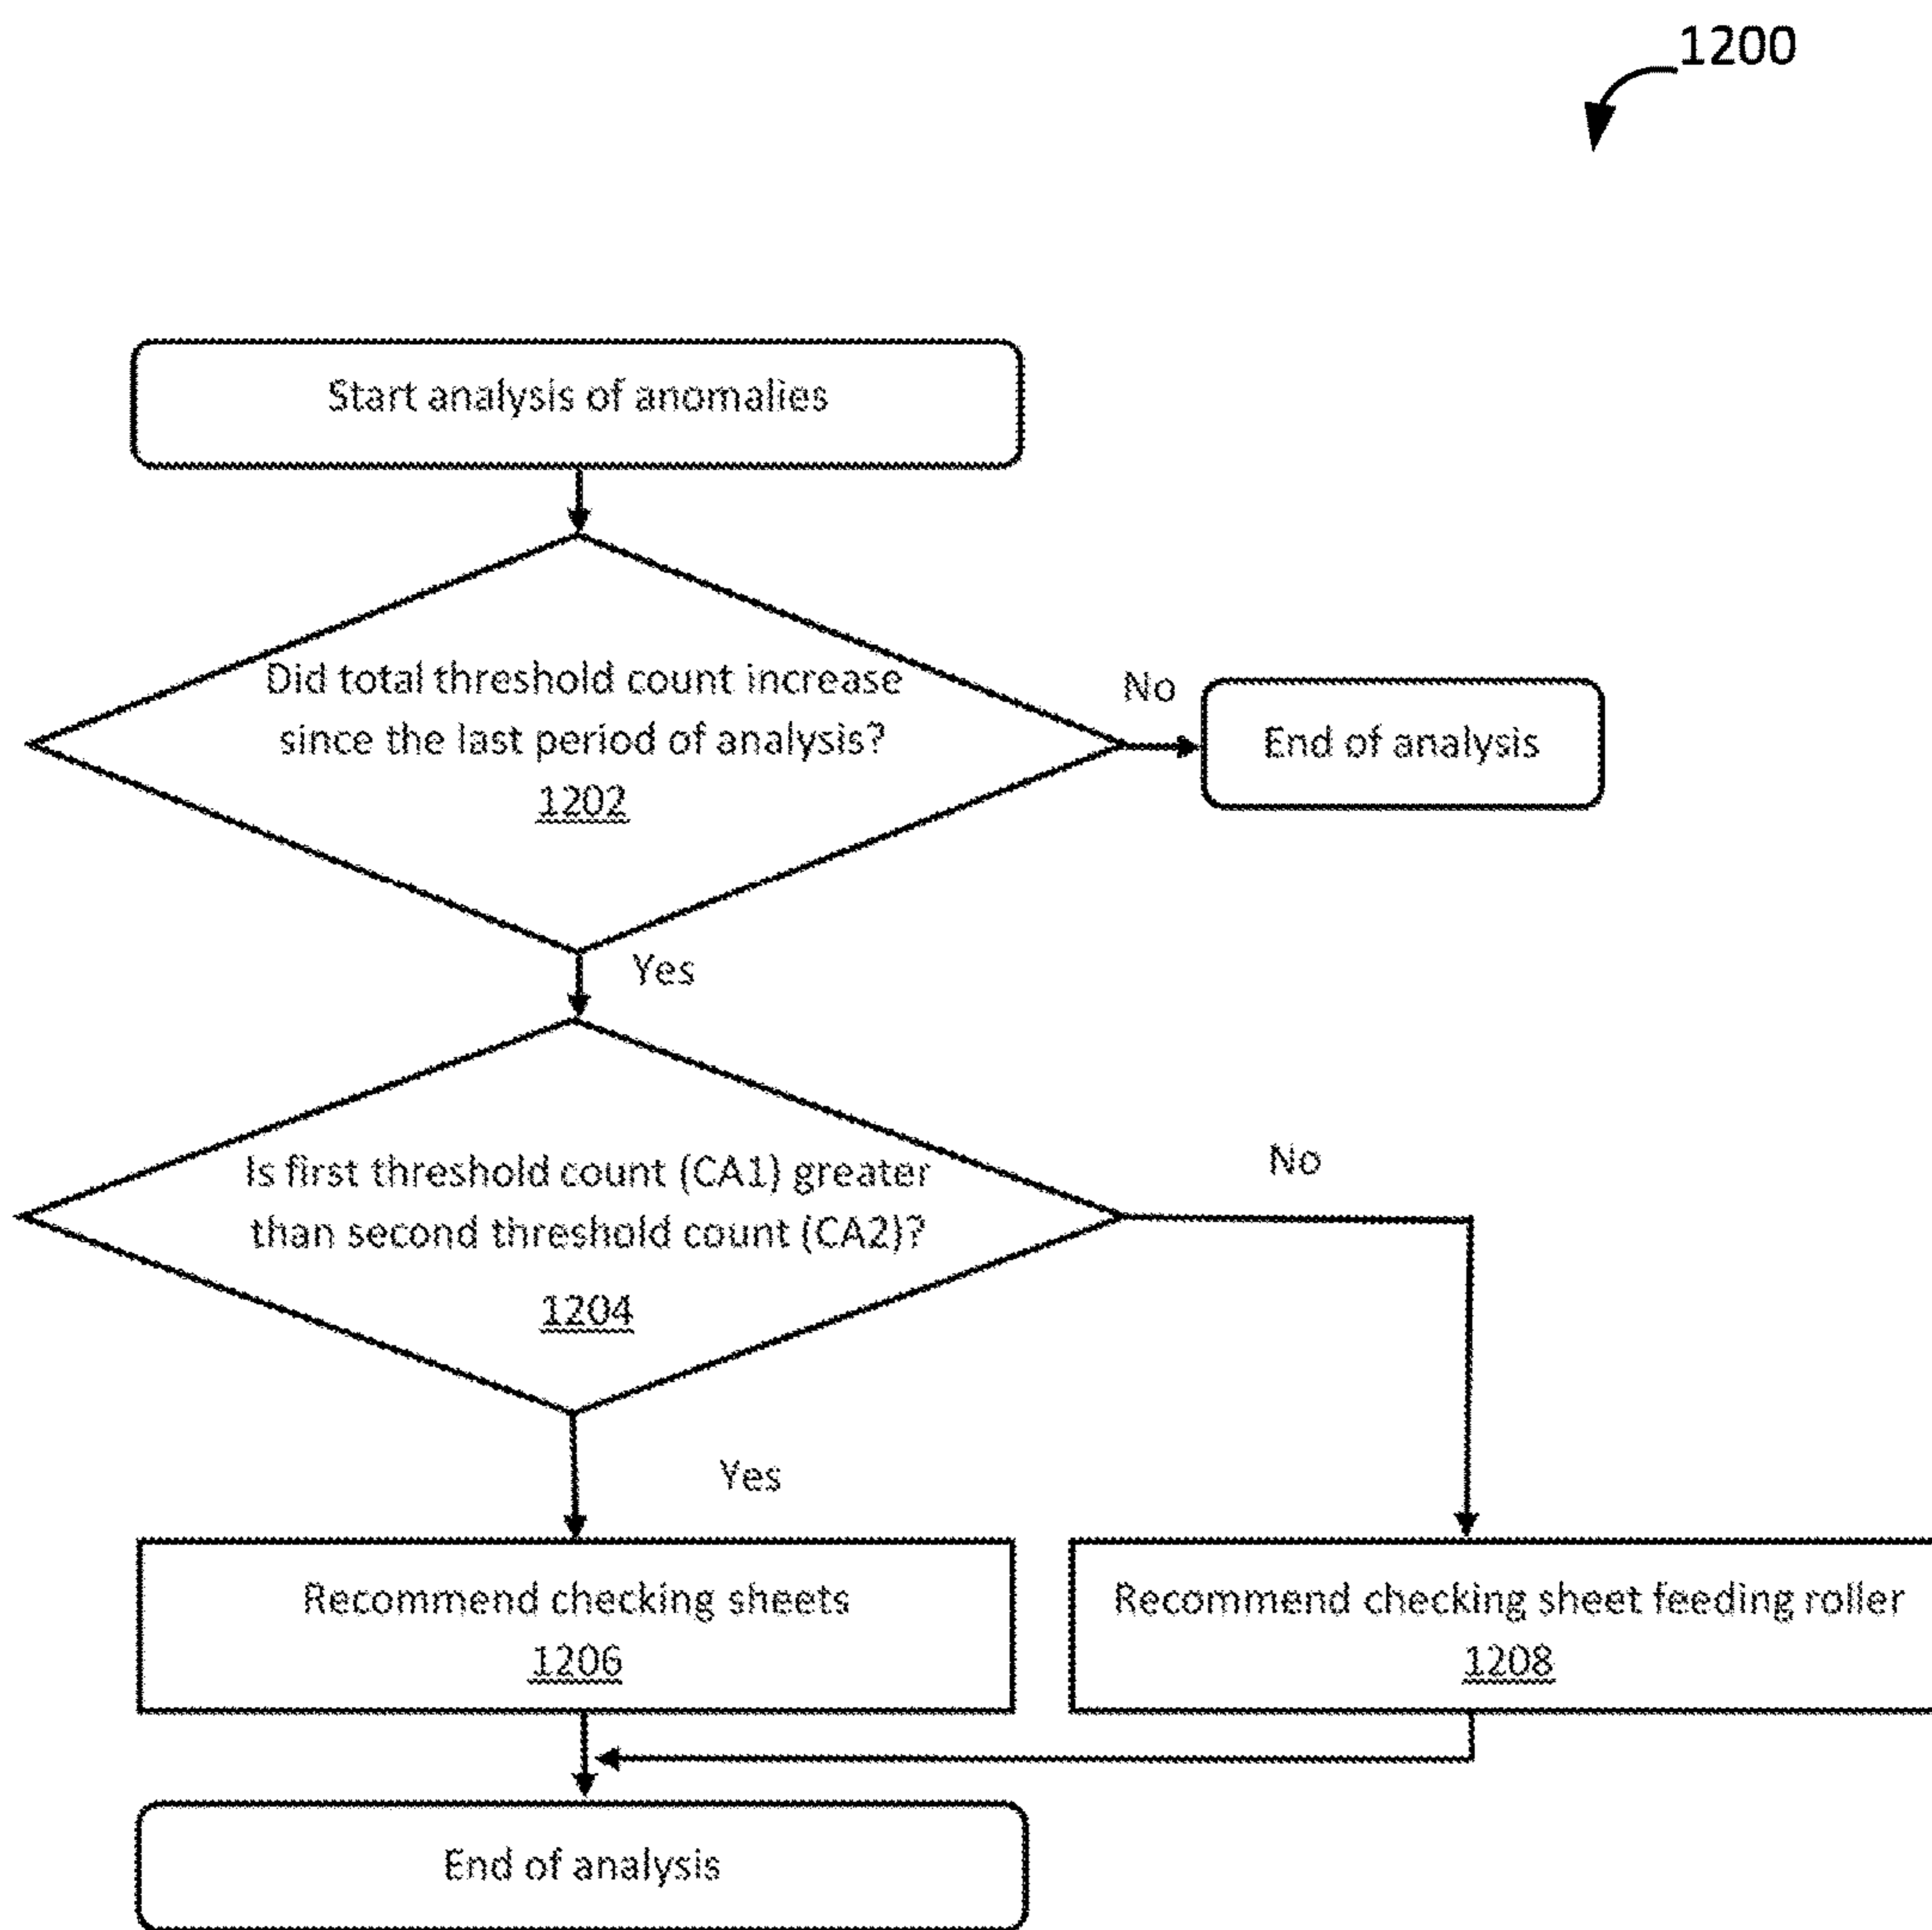 1200
Start analysis of anomalies
Did total threshold count increase
since the last period of analysis?
1202
No
End of analysis
Yes
Is first threshold count (CA1) greater
than second threshold count (CA2)?
1204
No
Yes
Recommend checking sheets
1206
Recommend checking sheet feeding roller
1208
End of analysis